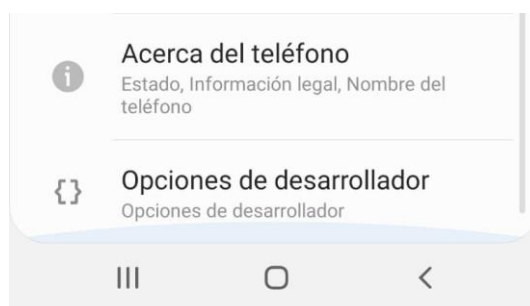 Acerca del teléfono
Estado, Información legal, Nombre del
teléfono
Opciones de desarrollador
Opciones de desarrollador